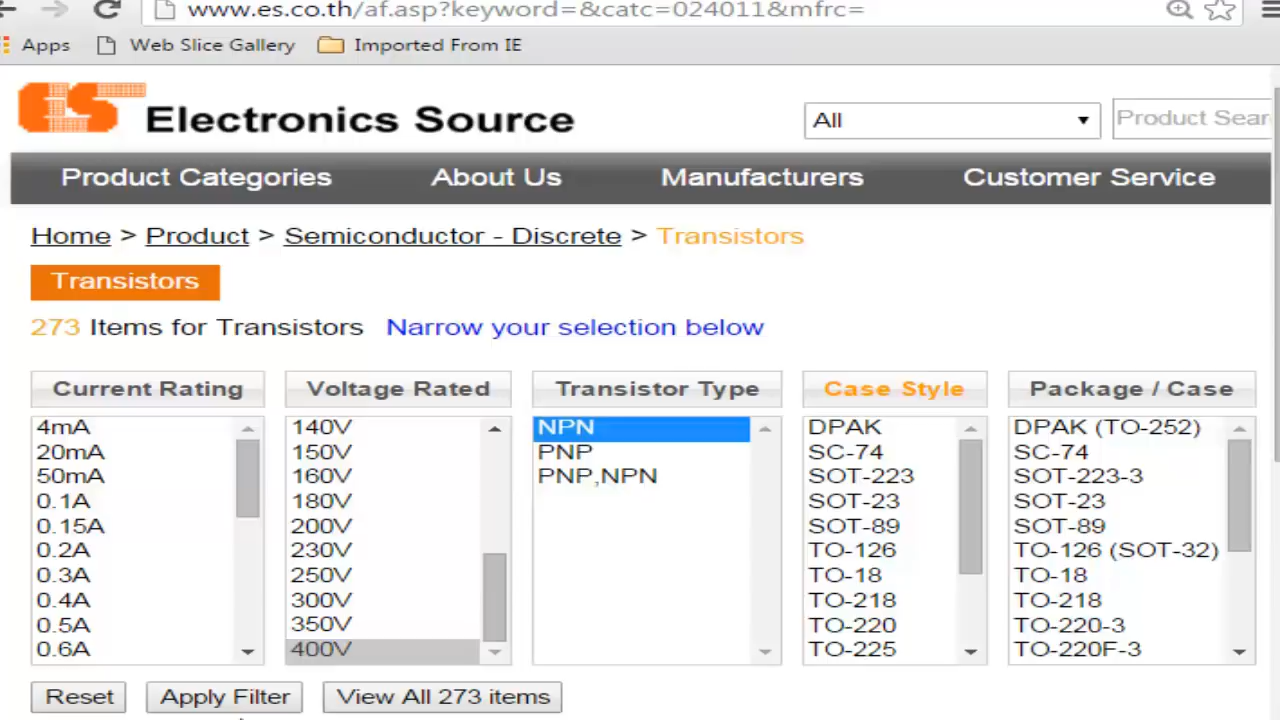 www.es.co.th/af.asp?keyword=&catc=024011&mfrc=
Apps Web Slice Gallery Imported From IE
ES Electronics Source All Product Sear
Product Categories About Us Manufacturers Customer Service
Home > Product > Semiconductor - Discrete > Transistors
Transistors
273 Items for Transistors Narrow your selection below
Current Rating Voltage Rated Transistor Type Case Style Package / Case
4mA 140V NPN DPAK DPAK (TO-252)
20mA 150V PNP SC-74 SC-74
50mA 160V PNP,NPN SOT-223 SOT-223-3
0.1A 180V SOT-23 SOT-23
0.15A 200V SOT-89 SOT-89
0.2A 230V TO-126 TO-126 (SOT-32)
0.3A 250V TO-18 TO-18
0.4A 300V TO-218 TO-218
0.5A 350V TO-220 TO-220-3
0.6A 400V TO-225 TO-220F-3
Reset Apply Filter View All 273 items